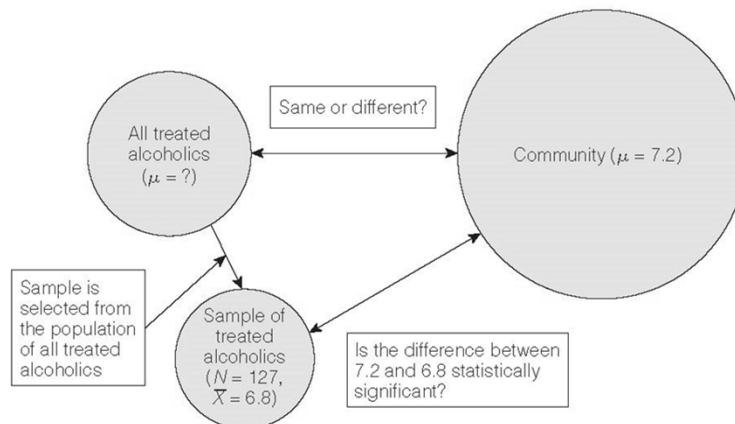 Same or different?
All treated
alcoholics
(μ = ?)
Community (μ = 7.2)
Sample is
selected from
the population
of all treated
alcoholics
Sample of
treated
alcoholics
(N = 127,
X̄ = 6.8)
Is the difference between
7.2 and 6.8 statistically
significant?